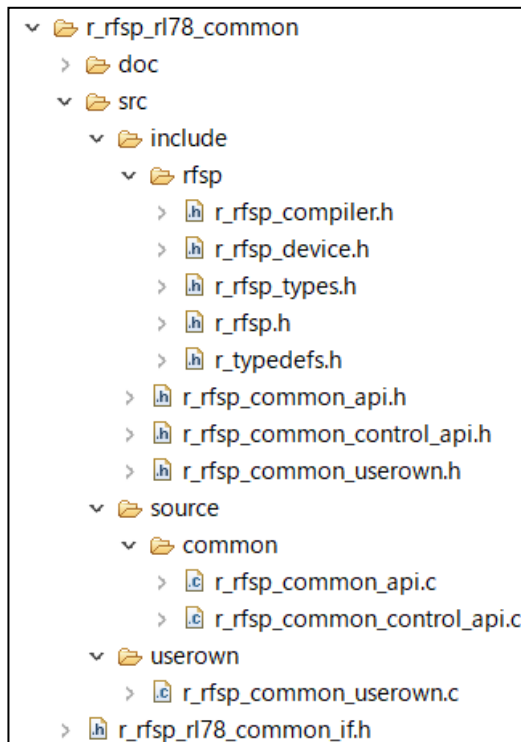 r_rfsp_rl78_common
doc
src
include
rfsp
r_rfsp_compiler.h
r_rfsp_device.h
r_rfsp_types.h
r_rfsp.h
r_typedefs.h
r_rfsp_common_api.h
r_rfsp_common_control_api.h
r_rfsp_common_userown.h
source
common
r_rfsp_common_api.c
r_rfsp_common_control_api.c
userown
r_rfsp_common_userown.c
r_rfsp_rl78_common_if.h